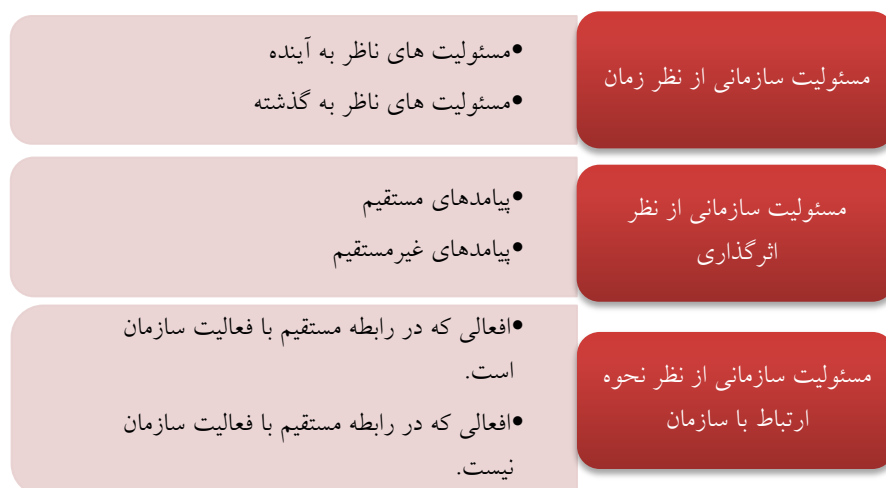 مسئولیت سازمانی از نظر زمان
•مسئولیت های ناظر به آینده
•مسئولیت های ناظر به گذشته
مسئولیت سازمانی از نظر
اثرگذاری
•پیامدهای مستقیم
•پیامدهای غیرمستقیم
مسئولیت سازمانی از نظر نحوه
ارتباط با سازمان
•افعالی که در رابطه مستقیم با فعالیت سازمان
است.
•افعالی که در رابطه مستقیم با فعالیت سازمان
نیست.